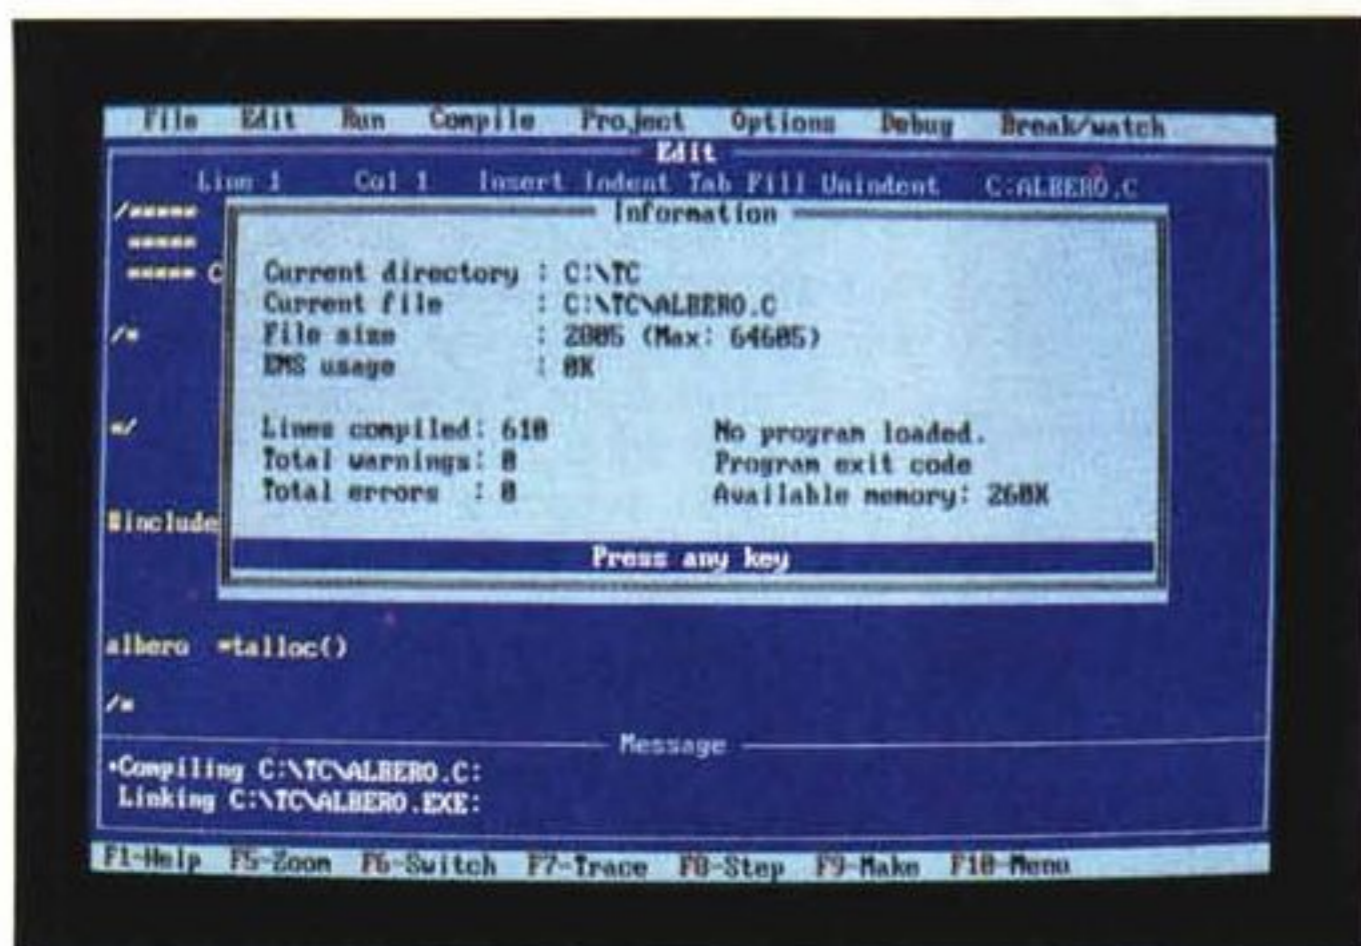 File Edit Run Compile Project Options Debug Break/watch
Edit
Line 1 Col 1 Insert Indent Tab Fill Unindent C:ALBERO.C
/*****
Information
*****
***** C
Current directory : C:\TC
Current file : C:\TC\ALBERO.C
/*
File size : 2805 (Max: 64605)
EMS usage : 0K
*/
Lines compiled: 610 No program loaded.
Total warnings: 0 Program exit code
Total errors : 0 Available memory: 260K
#include
Press any key
albero *talloc()
/*
Message
•Compiling C:\TC\ALBERO.C:
Linking C:\TC\ALBERO.EXE:
F1-Help F5-Zoom F6-Switch F7-Trace F8-Step F9-Make F10-Menu